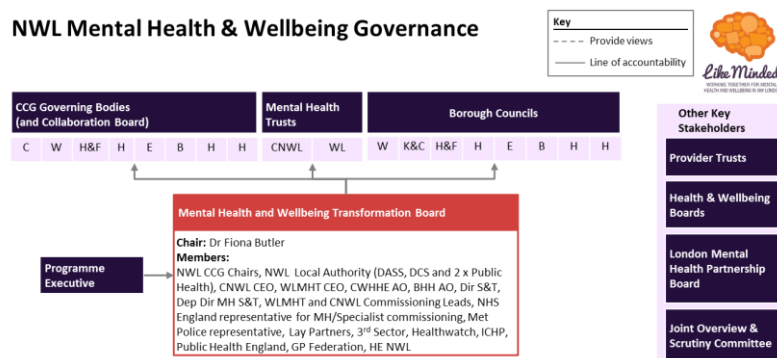 NWL Mental Health & Wellbeing Governance
Key
Provide views
Line of accountability
Like Minded
WORKING TOGETHER FOR MENTAL
HEALTH AND WELLBEING IN NW LONDON
CCG Governing Bodies
(and Collaboration Board)
C W H&F H E B H H
Mental Health
Trusts
CNWL WL
Borough Councils
W K&C H&F H E B H H
Mental Health and Wellbeing Transformation Board
Chair: Dr Fiona Butler
Members:
NWL CCG Chairs, NWL Local Authority (DASS, DCS and 2 x Public
Health), CNWL CEO, WLMHT CEO, CWHHE AO, BHH AO, Dir S&T,
Dep Dir MH S&T, WLMHT and CNWL Commissioning Leads, NHS
England representative for MH/Specialist commissioning, Met
Police representative, Lay Partners, 3rd Sector, Healthwatch, ICHP,
Public Health England, GP Federation, HE NWL
Programme
Executive
Other Key
Stakeholders
Provider Trusts
Health & Wellbeing
Boards
London Mental
Health Partnership
Board
Joint Overview &
Scrutiny Committee